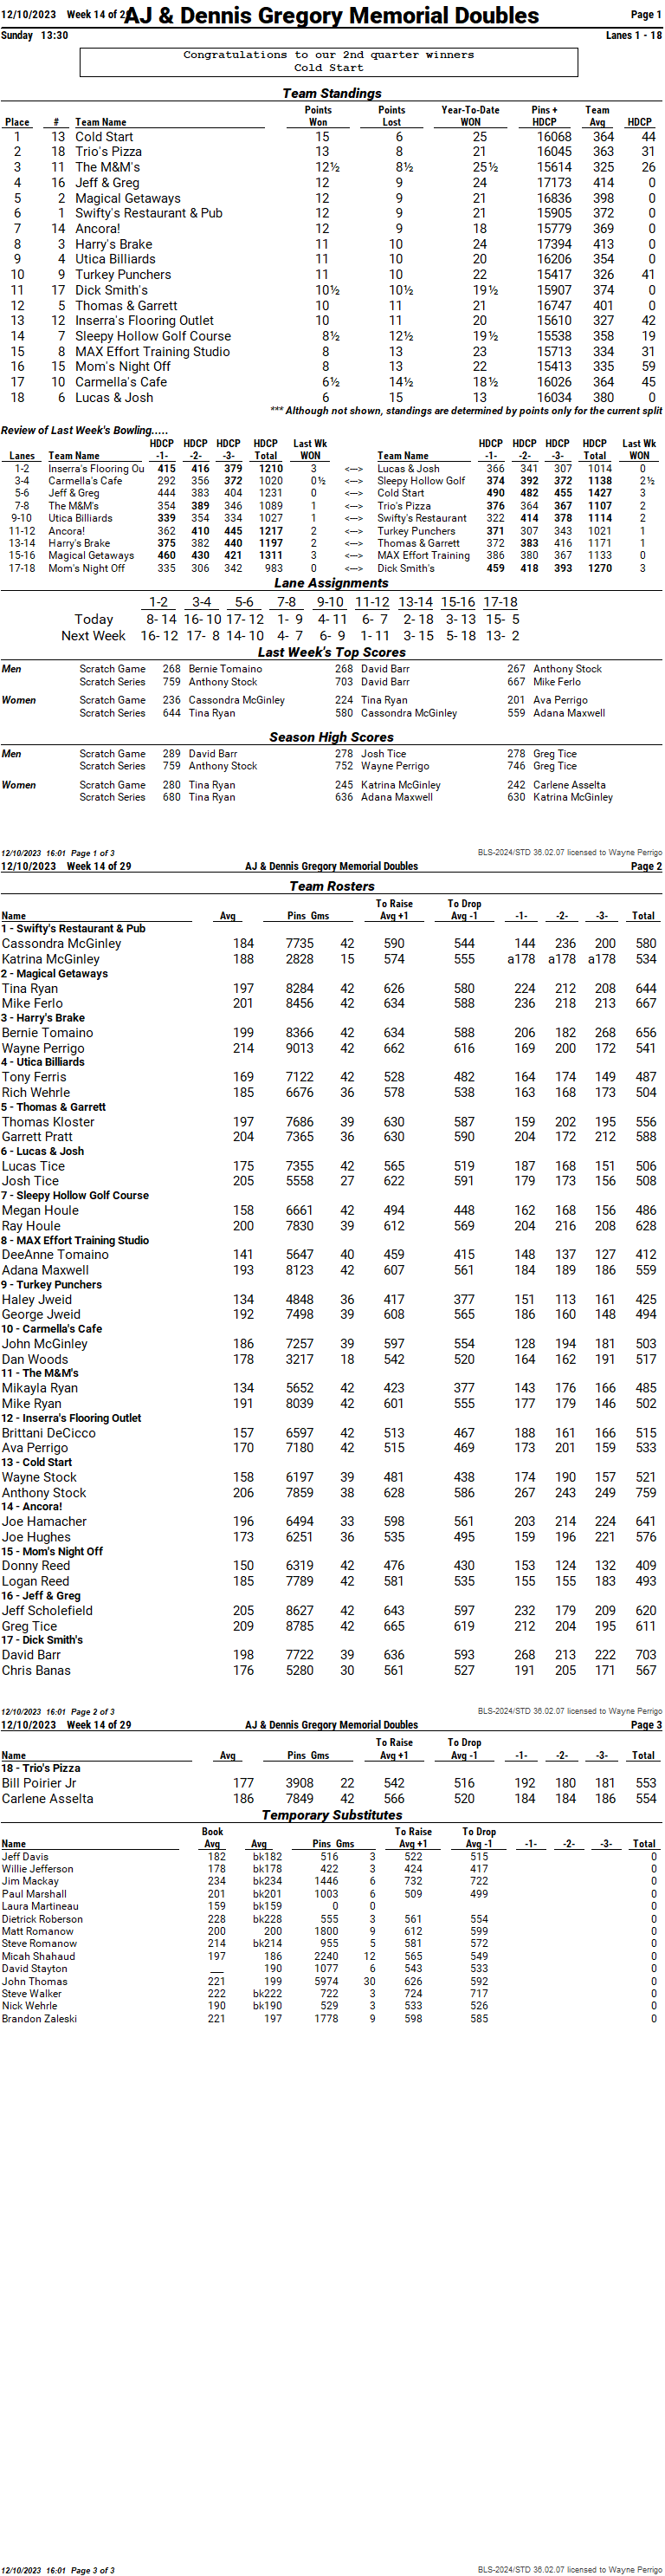 12/10/2023 Week 14 of 2 AJ & Dennis Gregory Memorial Doubles Page 1
Sunday 13:30 Lanes 1 - 18
Congratulations to our 2nd quarter winners
Cold Start
Team Standings
Points Points Year-To-Date Pins + Team
Place # Team Name Won Lost WON HDCP Avg HDCP
1 13 Cold Start 15 6 25 16068 364 44
2 18 Trio's Pizza 13 8 21 16045 363 31
3 11 The M&M's 12½ 8½ 25½ 15614 325 26
4 16 Jeff & Greg 12 9 24 17173 414 0
5 2 Magical Getaways 12 9 21 16836 398 0
6 1 Swifty's Restaurant & Pub 12 9 21 15905 372 0
7 14 Ancora! 12 9 18 15779 369 0
8 3 Harry's Brake 11 10 24 17394 413 0
9 4 Utica Billiards 11 10 20 16206 354 0
10 9 Turkey Punchers 11 10 22 15417 326 41
11 17 Dick Smith's 10½ 10½ 19½ 15907 374 0
12 5 Thomas & Garrett 10 11 21 16747 401 0
13 12 Inserra's Flooring Outlet 10 11 20 15610 327 42
14 7 Sleepy Hollow Golf Course 8½ 12½ 19½ 15538 358 19
15 8 MAX Effort Training Studio 8 13 23 15713 334 31
16 15 Mom's Night Off 8 13 22 15413 335 59
17 10 Carmella's Cafe 6½ 14½ 18½ 16026 364 45
18 6 Lucas & Josh 6 15 13 16034 380 0
*** Although not shown, standings are determined by points only for the current split
Review of Last Week's Bowling.....
HDCP HDCP HDCP HDCP Last Wk HDCP HDCP HDCP HDCP Last Wk
Lanes Team Name -1- -2- -3- Total WON Team Name -1- -2- -3- Total WON
1-2 Inserra's Flooring Ou 415 416 379 1210 3 <---> Lucas & Josh 366 341 307 1014 0
3-4 Carmella's Cafe 292 356 372 1020 0½ <---> Sleepy Hollow Golf 374 392 372 1138 2½
5-6 Jeff & Greg 444 383 404 1231 0 <---> Cold Start 490 482 455 1427 3
7-8 The M&M's 354 389 346 1089 1 <---> Trio's Pizza 376 364 367 1107 2
9-10 Utica Billiards 339 354 334 1027 1 <---> Swifty's Restaurant 322 414 378 1114 2
11-12 Ancora! 362 410 445 1217 2 <---> Turkey Punchers 371 307 343 1021 1
13-14 Harry's Brake 375 382 440 1197 2 <---> Thomas & Garrett 372 383 416 1171 1
15-16 Magical Getaways 460 430 421 1311 3 <---> MAX Effort Training 386 380 367 1133 0
17-18 Mom's Night Off 335 306 342 983 0 <---> Dick Smith's 459 418 393 1270 3
Lane Assignments
1-2 3-4 5-6 7-8 9-10 11-12 13-14 15-16 17-18
Today 8- 14 16- 10 17- 12 1- 9 4- 11 6- 7 2- 18 3- 13 15- 5
Next Week 16- 12 17- 8 14- 10 4- 7 6- 9 1- 11 3- 15 5- 18 13- 2
Last Week's Top Scores
Men Scratch Game 268 Bernie Tomaino 268 David Barr 267 Anthony Stock
Scratch Series 759 Anthony Stock 703 David Barr 667 Mike Ferlo
Women Scratch Game 236 Cassondra McGinley 224 Tina Ryan 201 Ava Perrigo
Scratch Series 644 Tina Ryan 580 Cassondra McGinley 559 Adana Maxwell
Season High Scores
Men Scratch Game 289 David Barr 278 Josh Tice 278 Greg Tice
Scratch Series 759 Anthony Stock 752 Wayne Perrigo 746 Greg Tice
Women Scratch Game 280 Tina Ryan 245 Katrina McGinley 242 Carlene Asselta
Scratch Series 680 Tina Ryan 636 Adana Maxwell 630 Katrina McGinley
12/10/2023 16:01 Page 1 of 3 BLS-2024/STD 36.02.07 licensed to Wayne Perrigo
12/10/2023 Week 14 of 29 AJ & Dennis Gregory Memorial Doubles Page 2
Team Rosters
To Raise To Drop
Name Avg Pins Gms Avg +1 Avg -1 -1- -2- -3- Total
1 - Swifty's Restaurant & Pub
Cassondra McGinley 184 7735 42 590 544 144 236 200 580
Katrina McGinley 188 2828 15 574 555 a178 a178 a178 534
2 - Magical Getaways
Tina Ryan 197 8284 42 626 580 224 212 208 644
Mike Ferlo 201 8456 42 634 588 236 218 213 667
3 - Harry's Brake
Bernie Tomaino 199 8366 42 634 588 206 182 268 656
Wayne Perrigo 214 9013 42 662 616 169 200 172 541
4 - Utica Billiards
Tony Ferris 169 7122 42 528 482 164 174 149 487
Rich Wehrle 185 6676 36 578 538 163 168 173 504
5 - Thomas & Garrett
Thomas Kloster 197 7686 39 630 587 159 202 195 556
Garrett Pratt 204 7365 36 630 590 204 172 212 588
6 - Lucas & Josh
Lucas Tice 175 7355 42 565 519 187 168 151 506
Josh Tice 205 5558 27 622 591 179 173 156 508
7 - Sleepy Hollow Golf Course
Megan Houle 158 6661 42 494 448 162 168 156 486
Ray Houle 200 7830 39 612 569 204 216 208 628
8 - MAX Effort Training Studio
DeeAnne Tomaino 141 5647 40 459 415 148 137 127 412
Adana Maxwell 193 8123 42 607 561 184 189 186 559
9 - Turkey Punchers
Haley Jweid 134 4848 36 417 377 151 113 161 425
George Jweid 192 7498 39 608 565 186 160 148 494
10 - Carmella's Cafe
John McGinley 186 7257 39 597 554 128 194 181 503
Dan Woods 178 3217 18 542 520 164 162 191 517
11 - The M&M's
Mikayla Ryan 134 5652 42 423 377 143 176 166 485
Mike Ryan 191 8039 42 601 555 177 179 146 502
12 - Inserra's Flooring Outlet
Brittani DeCicco 157 6597 42 513 467 188 161 166 515
Ava Perrigo 170 7180 42 515 469 173 201 159 533
13 - Cold Start
Wayne Stock 158 6197 39 481 438 174 190 157 521
Anthony Stock 206 7859 38 628 586 267 243 249 759
14 - Ancora!
Joe Hamacher 196 6494 33 598 561 203 214 224 641
Joe Hughes 173 6251 36 535 495 159 196 221 576
15 - Mom's Night Off
Donny Reed 150 6319 42 476 430 153 124 132 409
Logan Reed 185 7789 42 581 535 155 155 183 493
16 - Jeff & Greg
Jeff Scholefield 205 8627 42 643 597 232 179 209 620
Greg Tice 209 8785 42 665 619 212 204 195 611
17 - Dick Smith's
David Barr 198 7722 39 636 593 268 213 222 703
Chris Banas 176 5280 30 561 527 191 205 171 567
12/10/2023 16:01 Page 2 of 3 BLS-2024/STD 36.02.07 licensed to Wayne Perrigo
12/10/2023 Week 14 of 29 AJ & Dennis Gregory Memorial Doubles Page 3
To Raise To Drop
Name Avg Pins Gms Avg +1 Avg -1 -1- -2- -3- Total
18 - Trio's Pizza
Bill Poirier Jr 177 3908 22 542 516 192 180 181 553
Carlene Asselta 186 7849 42 566 520 184 184 186 554
Temporary Substitutes
Book To Raise To Drop
Name Avg Avg Pins Gms Avg +1 Avg -1 -1- -2- -3- Total
Jeff Davis 182 bk182 516 3 522 515 0
Willie Jefferson 178 bk178 422 3 424 417 0
Jim Mackay 234 bk234 1446 6 732 722 0
Paul Marshall 201 bk201 1003 6 509 499 0
Laura Martineau 159 bk159 0 0 0
Dietrick Roberson 228 bk228 555 3 561 554 0
Matt Romanow 200 200 1800 9 612 599 0
Steve Romanow 214 bk214 955 5 581 572 0
Micah Shahaud 197 186 2240 12 565 549 0
David Stayton __ 190 1077 6 543 533 0
John Thomas 221 199 5974 30 626 592 0
Steve Walker 222 bk222 722 3 724 717 0
Nick Wehrle 190 bk190 529 3 533 526 0
Brandon Zaleski 221 197 1778 9 598 585 0
12/10/2023 16:01 Page 3 of 3 BLS-2024/STD 36.02.07 licensed to Wayne Perrigo